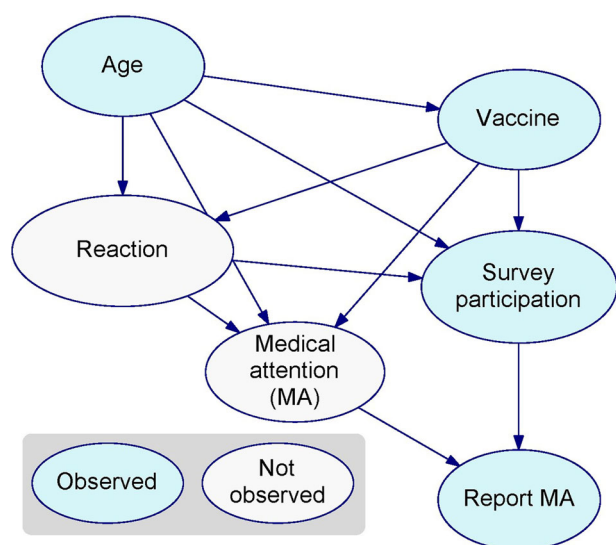 Age
Vaccine
Reaction
Survey
participation
Medical
attention
(MA)
Observed
Not
observed
Report MA